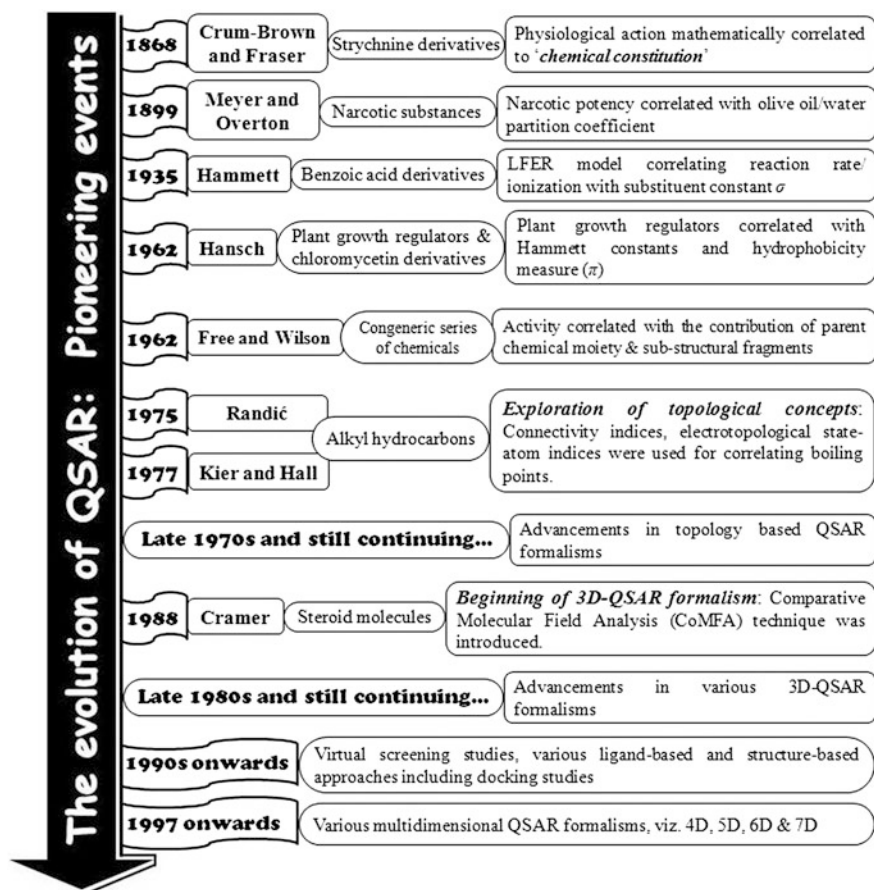 The evolution of QSAR: Pioneering events
1868
Crum-Brown
and Fraser
Strychnine derivatives
Physiological action mathematically correlated
to ‘chemical constitution’
1899
Meyer and
Overton
Narcotic substances
Narcotic potency correlated with olive oil/water
partition coefficient
1935
Hammett
Benzoic acid derivatives
LFER model correlating reaction rate/
ionization with substituent constant σ
1962
Hansch
Plant growth regulators &
chloromycetin derivatives
Plant growth regulators correlated with
Hammett constants and hydrophobicity
measure (π)
1962
Free and Wilson
Congeneric series
of chemicals
Activity correlated with the contribution of parent
chemical moiety & sub-structural fragments
1975
Randić
1977
Kier and Hall
Alkyl hydrocarbons
Exploration of topological concepts:
Connectivity indices, electrotopological state-
atom indices were used for correlating boiling
points.
Late 1970s and still continuing...
Advancements in topology based QSAR
formalisms
1988
Cramer
Steroid molecules
Beginning of 3D-QSAR formalism: Comparative
Molecular Field Analysis (CoMFA) technique was
introduced.
Late 1980s and still continuing...
Advancements in various 3D-QSAR
formalisms
1990s onwards
Virtual screening studies, various ligand-based and structure-based
approaches including docking studies
1997 onwards
Various multidimensional QSAR formalisms, viz. 4D, 5D, 6D & 7D